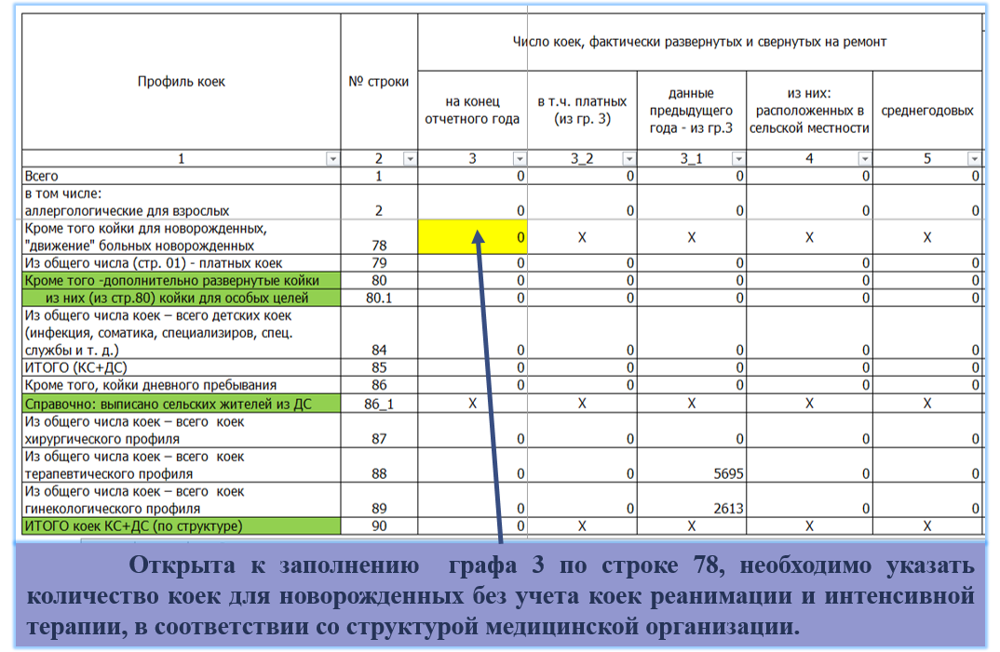 Число коек, фактически развернутых и свернутых на ремонт
Профиль коек
№ строки
на конец
отчетного года
в т.ч. платных
(из гр. 3)
данные
предыдущего
года - из гр.3
из них:
расположенных в
сельской местности
среднегодовых
1 2 3 3_2 3_1 4 5
Всего 1 0 0 0 0 0
в том числе:
аллергологические для взрослых 2 0 0 0 0 0
Кроме того койки для новорожденных,
"движение" больных новорожденных 78 0 X X X X
Из общего числа (стр. 01) - платных коек 79 0 0 0 0 0
Кроме того -дополнительно развернутые койки 80 0 0 0 0 0
из них (из стр.80) койки для особых целей 80.1 0 0 0 0 0
Из общего числа коек – всего детских коек
(инфекция, соматика, специализиров, спец.
службы и т. д.) 84 0 0 0 0 0
ИТОГО (КС+ДС) 85 0 0 0 0 0
Кроме того, койки дневного пребывания 86 0 0 0 0 0
Справочно: выписано сельских жителей из ДС 86_1 X X X X X
Из общего числа коек – всего коек
хирургического профиля 87 0 0 0 0 0
Из общего числа коек – всего коек
терапевтического профиля 88 0 0 5695 0 0
Из общего числа коек – всего коек
гинекологического профиля 89 0 0 2613 0 0
ИТОГО коек КС+ДС (по структуре) 90 0 X X X X
Открыта к заполнению графа 3 по строке 78, необходимо указать
количество коек для новорожденных без учета коек реанимации и интенсивной
терапии, в соответствии со структурой медицинской организации.